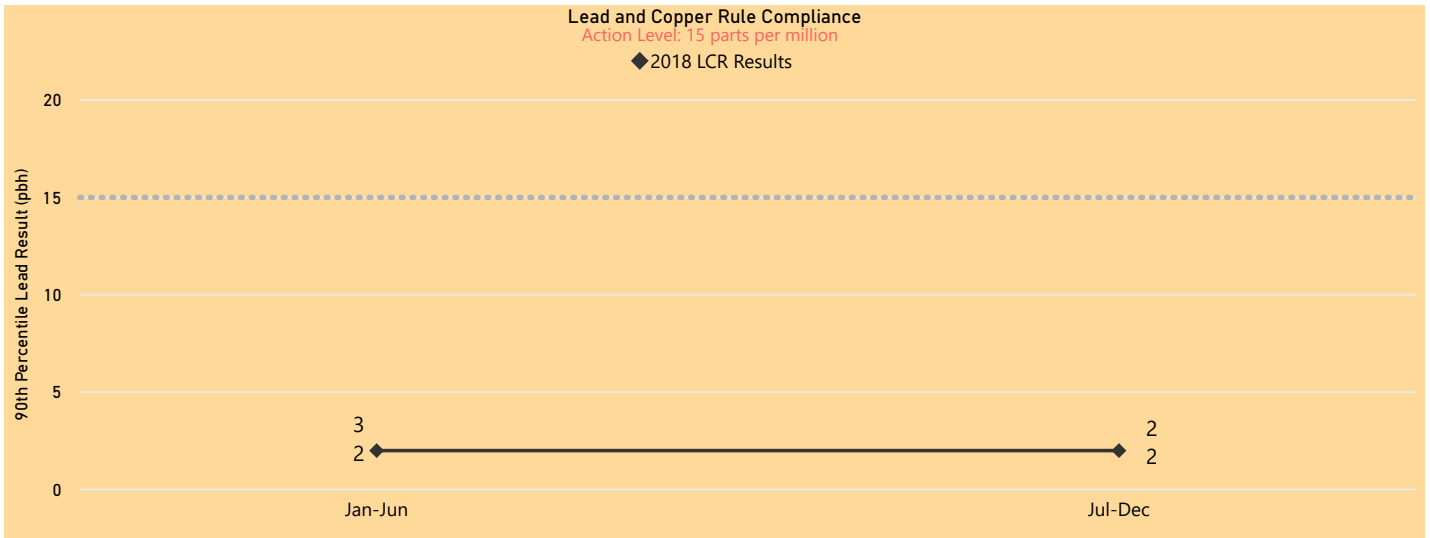 Lead and Copper Rule Compliance
Action Level: 15 parts per million
2018 LCR Results
90th Percentile Lead Result (pbh)
20
15
10
5
0
3
2
2
2
Jan-Jun
Jul-Dec